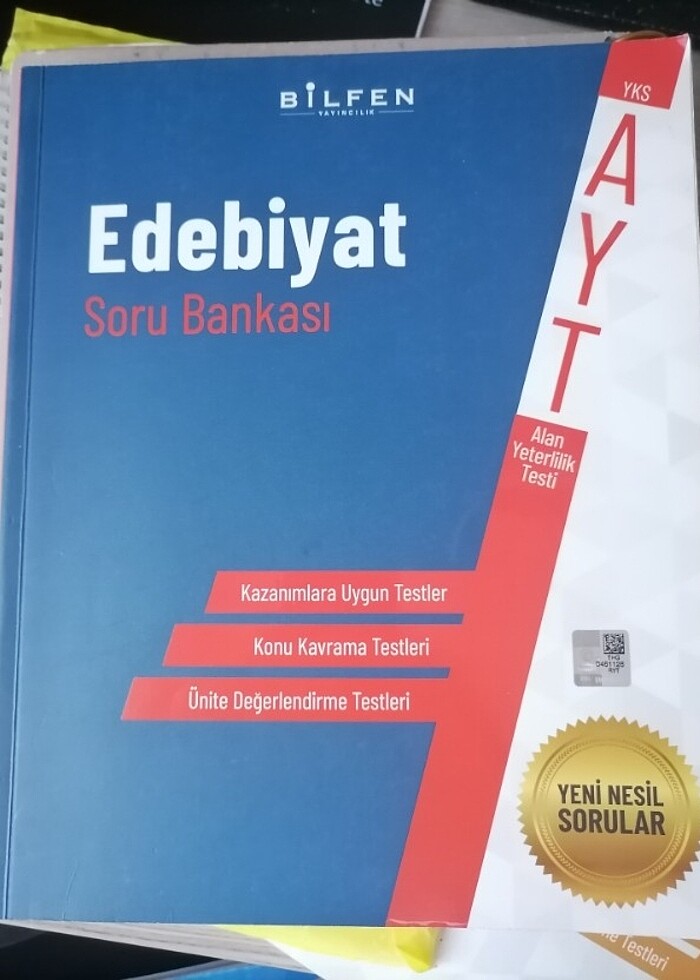 BİLFEN
YAYINCILIK
YKS
AYT
Alan
Yeterlilik
Testi
Edebiyat
Soru Bankası
Kazanımlara Uygun Testler
Konu Kavrama Testleri
Ünite Değerlendirme Testleri
YENİ NESİL
SORULAR
Testleri